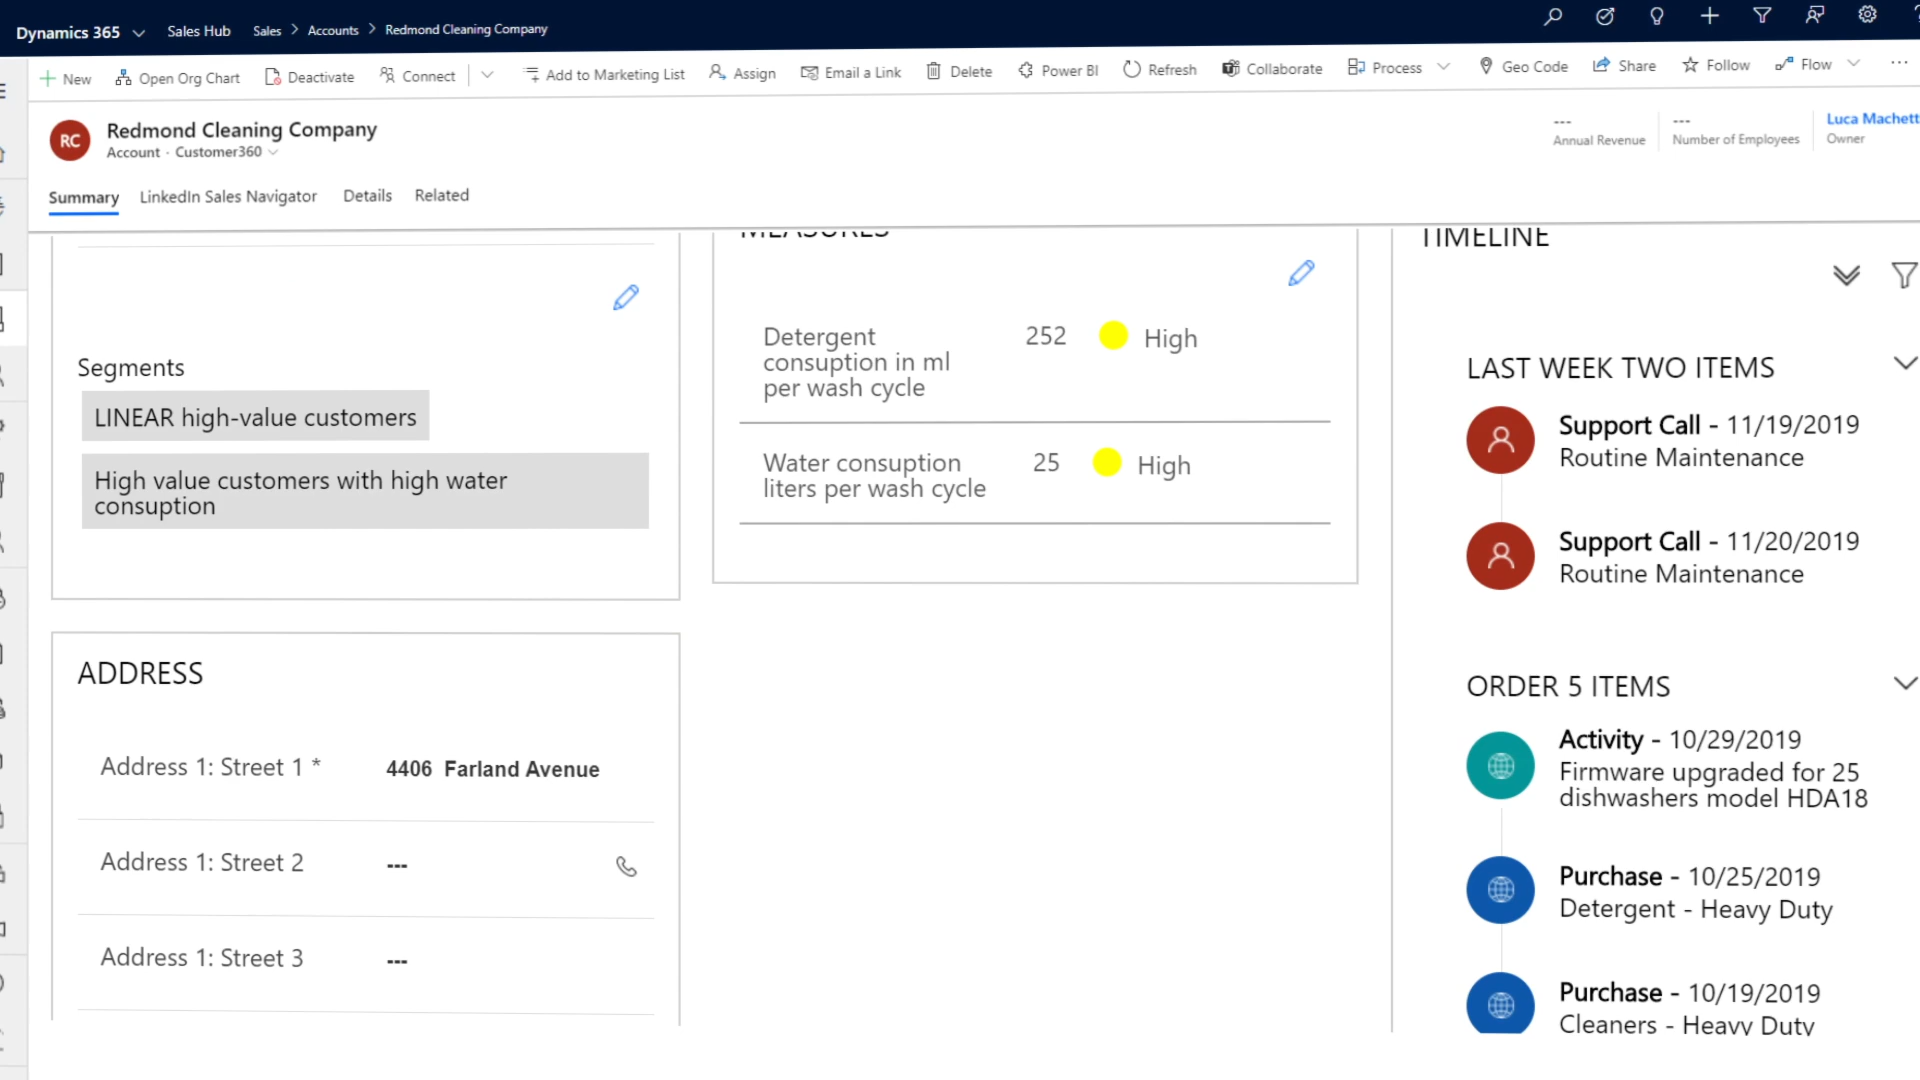 Dynamics 365 Sales Hub Sales > Accounts > Redmond Cleaning Company
New Open Org Chart Deactivate Connect Add to Marketing List Assign Email a Link Delete Power BI Refresh Collaborate Process Geo Code Share Follow Flow ...
RC
Redmond Cleaning Company
Account · Customer360
---
Annual Revenue
---
Number of Employees
Luca Machett
Owner
Summary LinkedIn Sales Navigator Details Related
Segments
LINEAR high-value customers
High value customers with high water
consuption
ADDRESS
Address 1: Street 1 * 4406 Farland Avenue
Address 1: Street 2 ---
Address 1: Street 3 ---
MEASURES
Detergent
consuption in ml
per wash cycle
252 High
Water consuption
liters per wash cycle
25 High
TIMELINE
LAST WEEK TWO ITEMS
Support Call - 11/19/2019
Routine Maintenance
Support Call - 11/20/2019
Routine Maintenance
ORDER 5 ITEMS
Activity - 10/29/2019
Firmware upgraded for 25
dishwashers model HDA18
Purchase - 10/25/2019
Detergent - Heavy Duty
Purchase - 10/19/2019
Cleaners - Heavy Duty